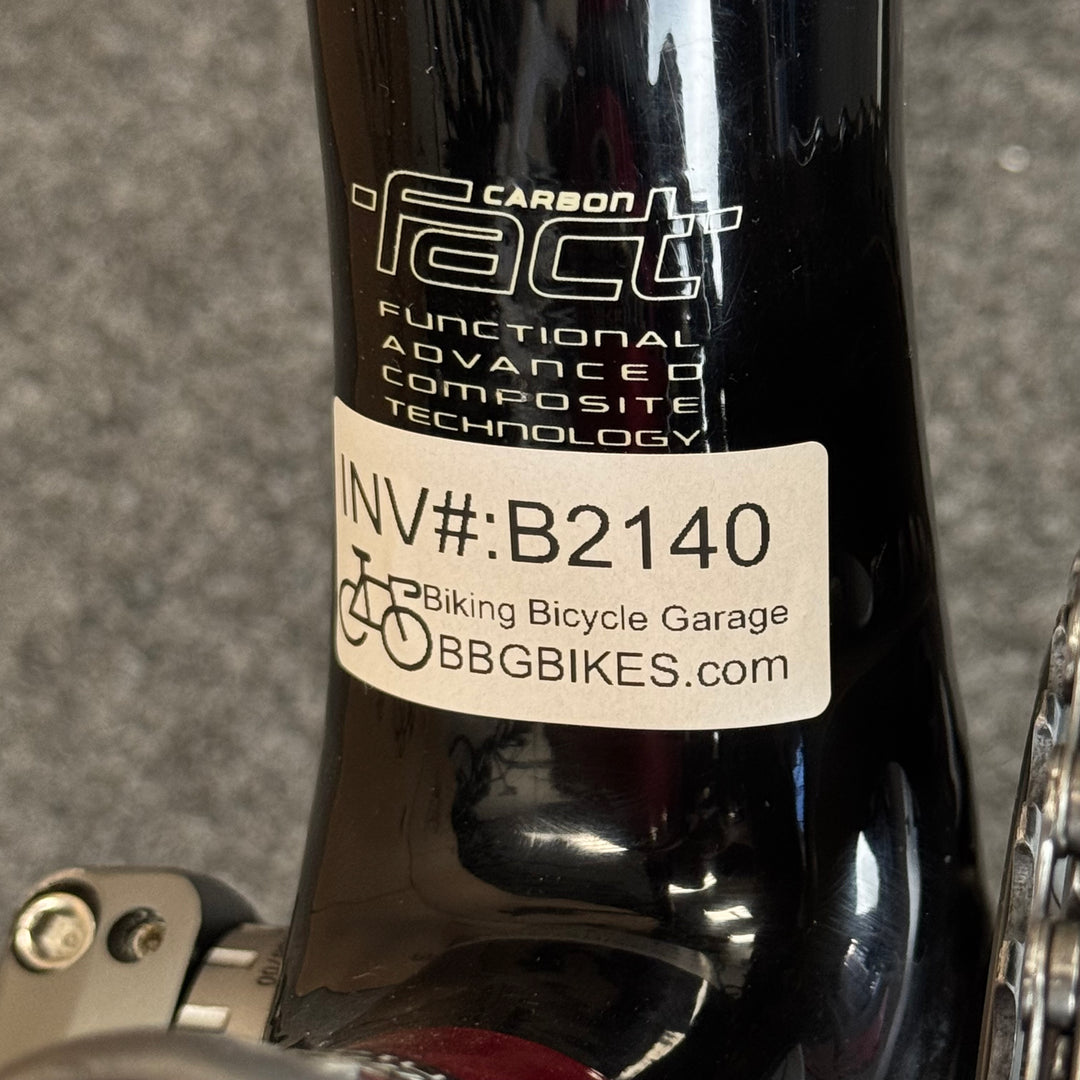 CARBON
fact
FUNCTIONAL
ADVANCED
COMPOSITE
TECHNOLOGY
INV#:B2140
Biking Bicycle Garage
BBGBIKES.com